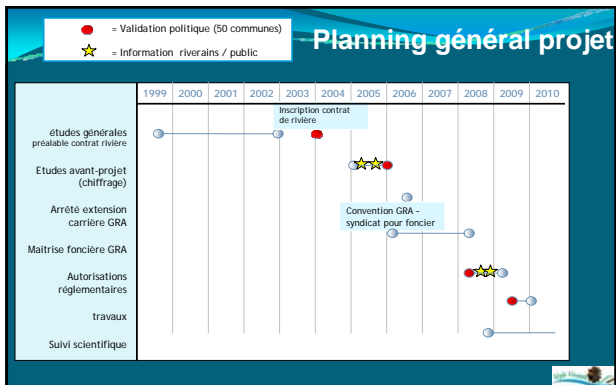 = Validation politique (50 communes)
= Information riverains / public
Planning général projet
1999 2000 2001 2002 2003 2004 2005 2006 2008 2009 2010
Inscription contrat
de rivière
études générales
préalable contrat rivière
Etudes avant-projet
(chiffrage)
Arrêté extension
carrière GRA
Convention GRA -
syndicat pour foncier
Maitrise foncière GRA
Autorisations
réglementaires
travaux
Suivi scientifique